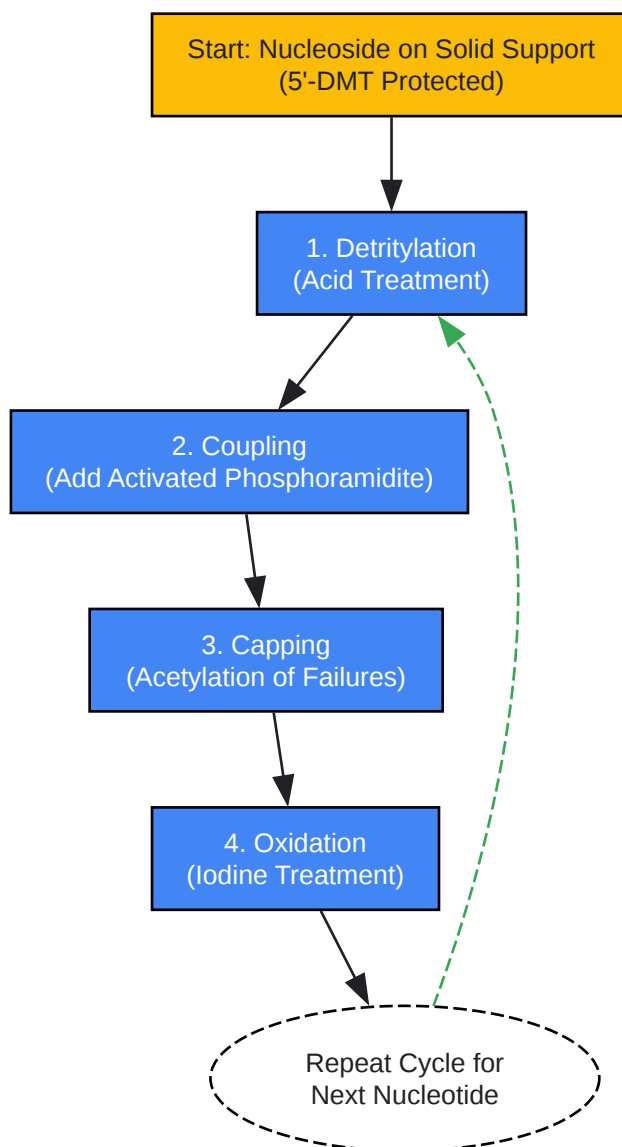 Start: Nucleoside on Solid Support
(5'-DMT Protected)
1. Detritylation
(Acid Treatment)
2. Coupling
(Add Activated Phosphoramidite)
3. Capping
(Acetylation of Failures)
4. Oxidation
(Iodine Treatment)
Repeat Cycle for
Next Nucleotide